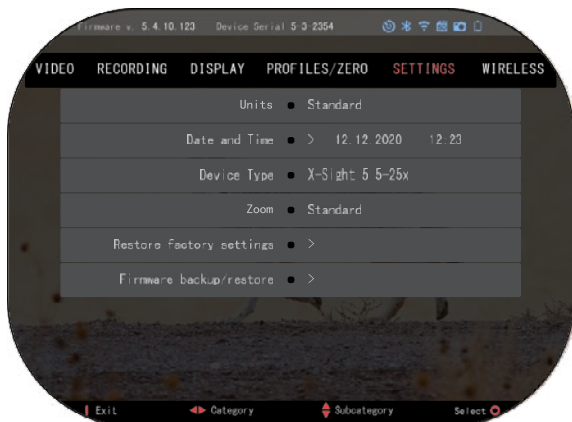 Firmware v. 5.4.10.123 Device Serial 5-3-2354
VIDEO RECORDING DISPLAY PROFILES/ZERO SETTINGS WIRELESS
Units • Standard
Date and Time • > 12.12.2020 12:23
Device Type • X-Sight 5 5-25x
Zoom • Standard
Restore factory settings • >
Firmware backup/restore • >
Exit Category Subcategory Select